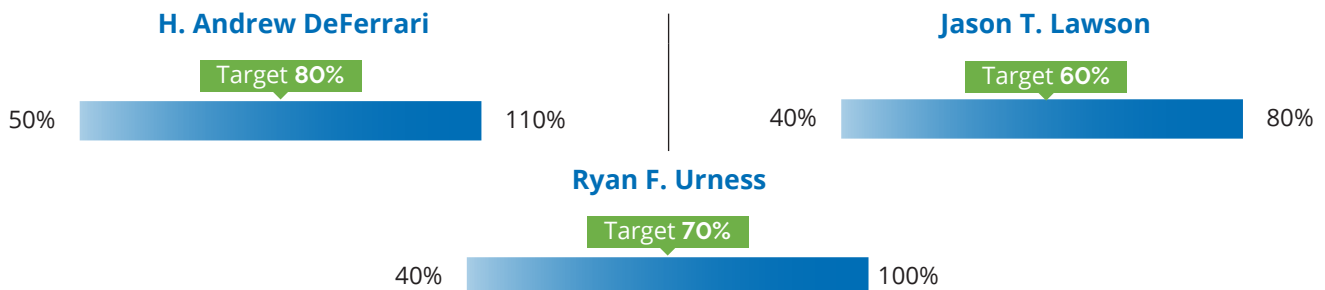 H. Andrew DeFerrari
Target 80%
50%
110%
Jason T. Lawson
Target 60%
40%
80%
Ryan F. Urness
Target 70%
40%
100%